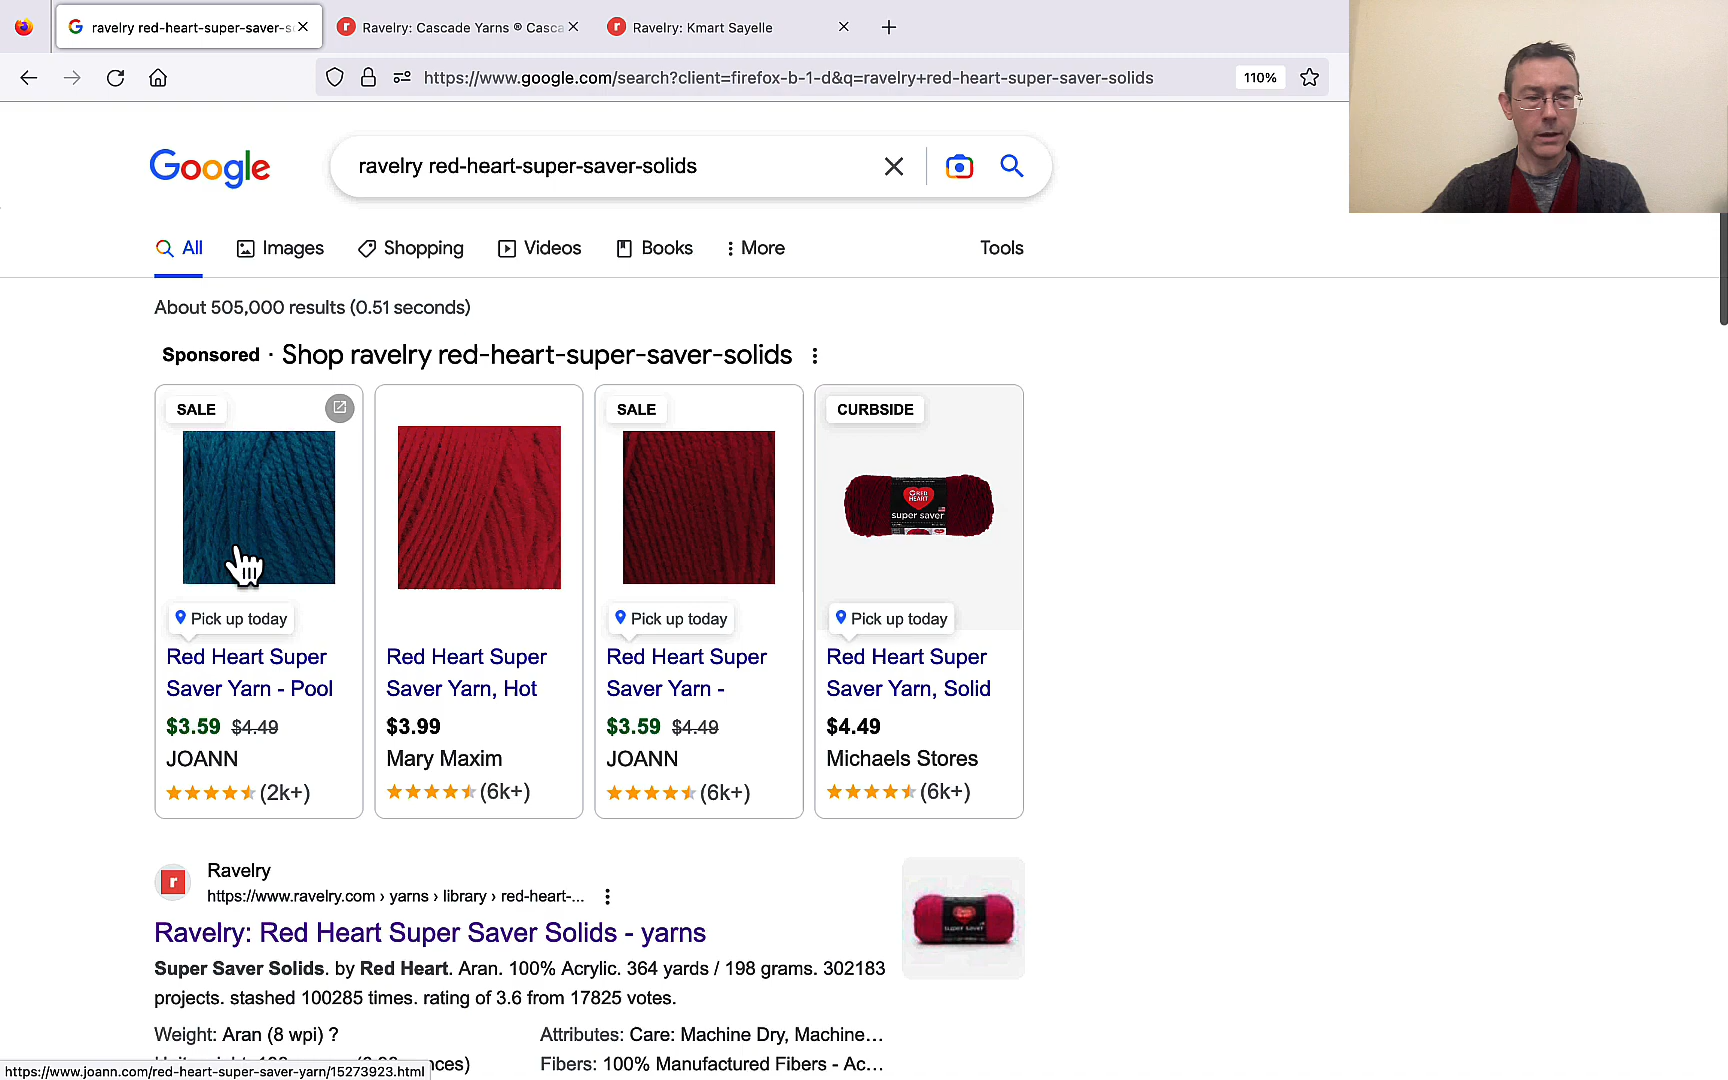 ravelry red-heart-super-saver-s
Ravelry: Cascade Yarns ® Casca
Ravelry: Kmart Sayelle
https://www.google.com/search?client=firefox-b-1-d&q=ravelry+red-heart-super-saver-solids
110%
Google
ravelry red-heart-super-saver-solids
All
Images
Shopping
Videos
Books
More
Tools
About 505,000 results (0.51 seconds)
Sponsored · Shop ravelry red-heart-super-saver-solids
SALE
Pick up today
Red Heart Super
Saver Yarn - Pool
$3.59 $4.49
JOANN
(2k+)
Red Heart Super
Saver Yarn, Hot
$3.99
Mary Maxim
(6k+)
SALE
Pick up today
Red Heart Super
Saver Yarn -
$3.59 $4.49
JOANN
(6k+)
CURBSIDE
RED
HEART
super saver
Pick up today
Red Heart Super
Saver Yarn, Solid
$4.49
Michaels Stores
(6k+)
r
Ravelry
https://www.ravelry.com › yarns › library › red-heart-...
Ravelry: Red Heart Super Saver Solids - yarns
super saver
Super Saver Solids. by Red Heart. Aran. 100% Acrylic. 364 yards / 198 grams. 302183
projects. stashed 100285 times. rating of 3.6 from 17825 votes.
Weight: Aran (8 wpi) ?
Attributes: Care: Machine Dry, Machine...
nces)
Fibers: 100% Manufactured Fibers - Ac...
https://www.joann.com/red-heart-super-saver-yarn/15273923.html